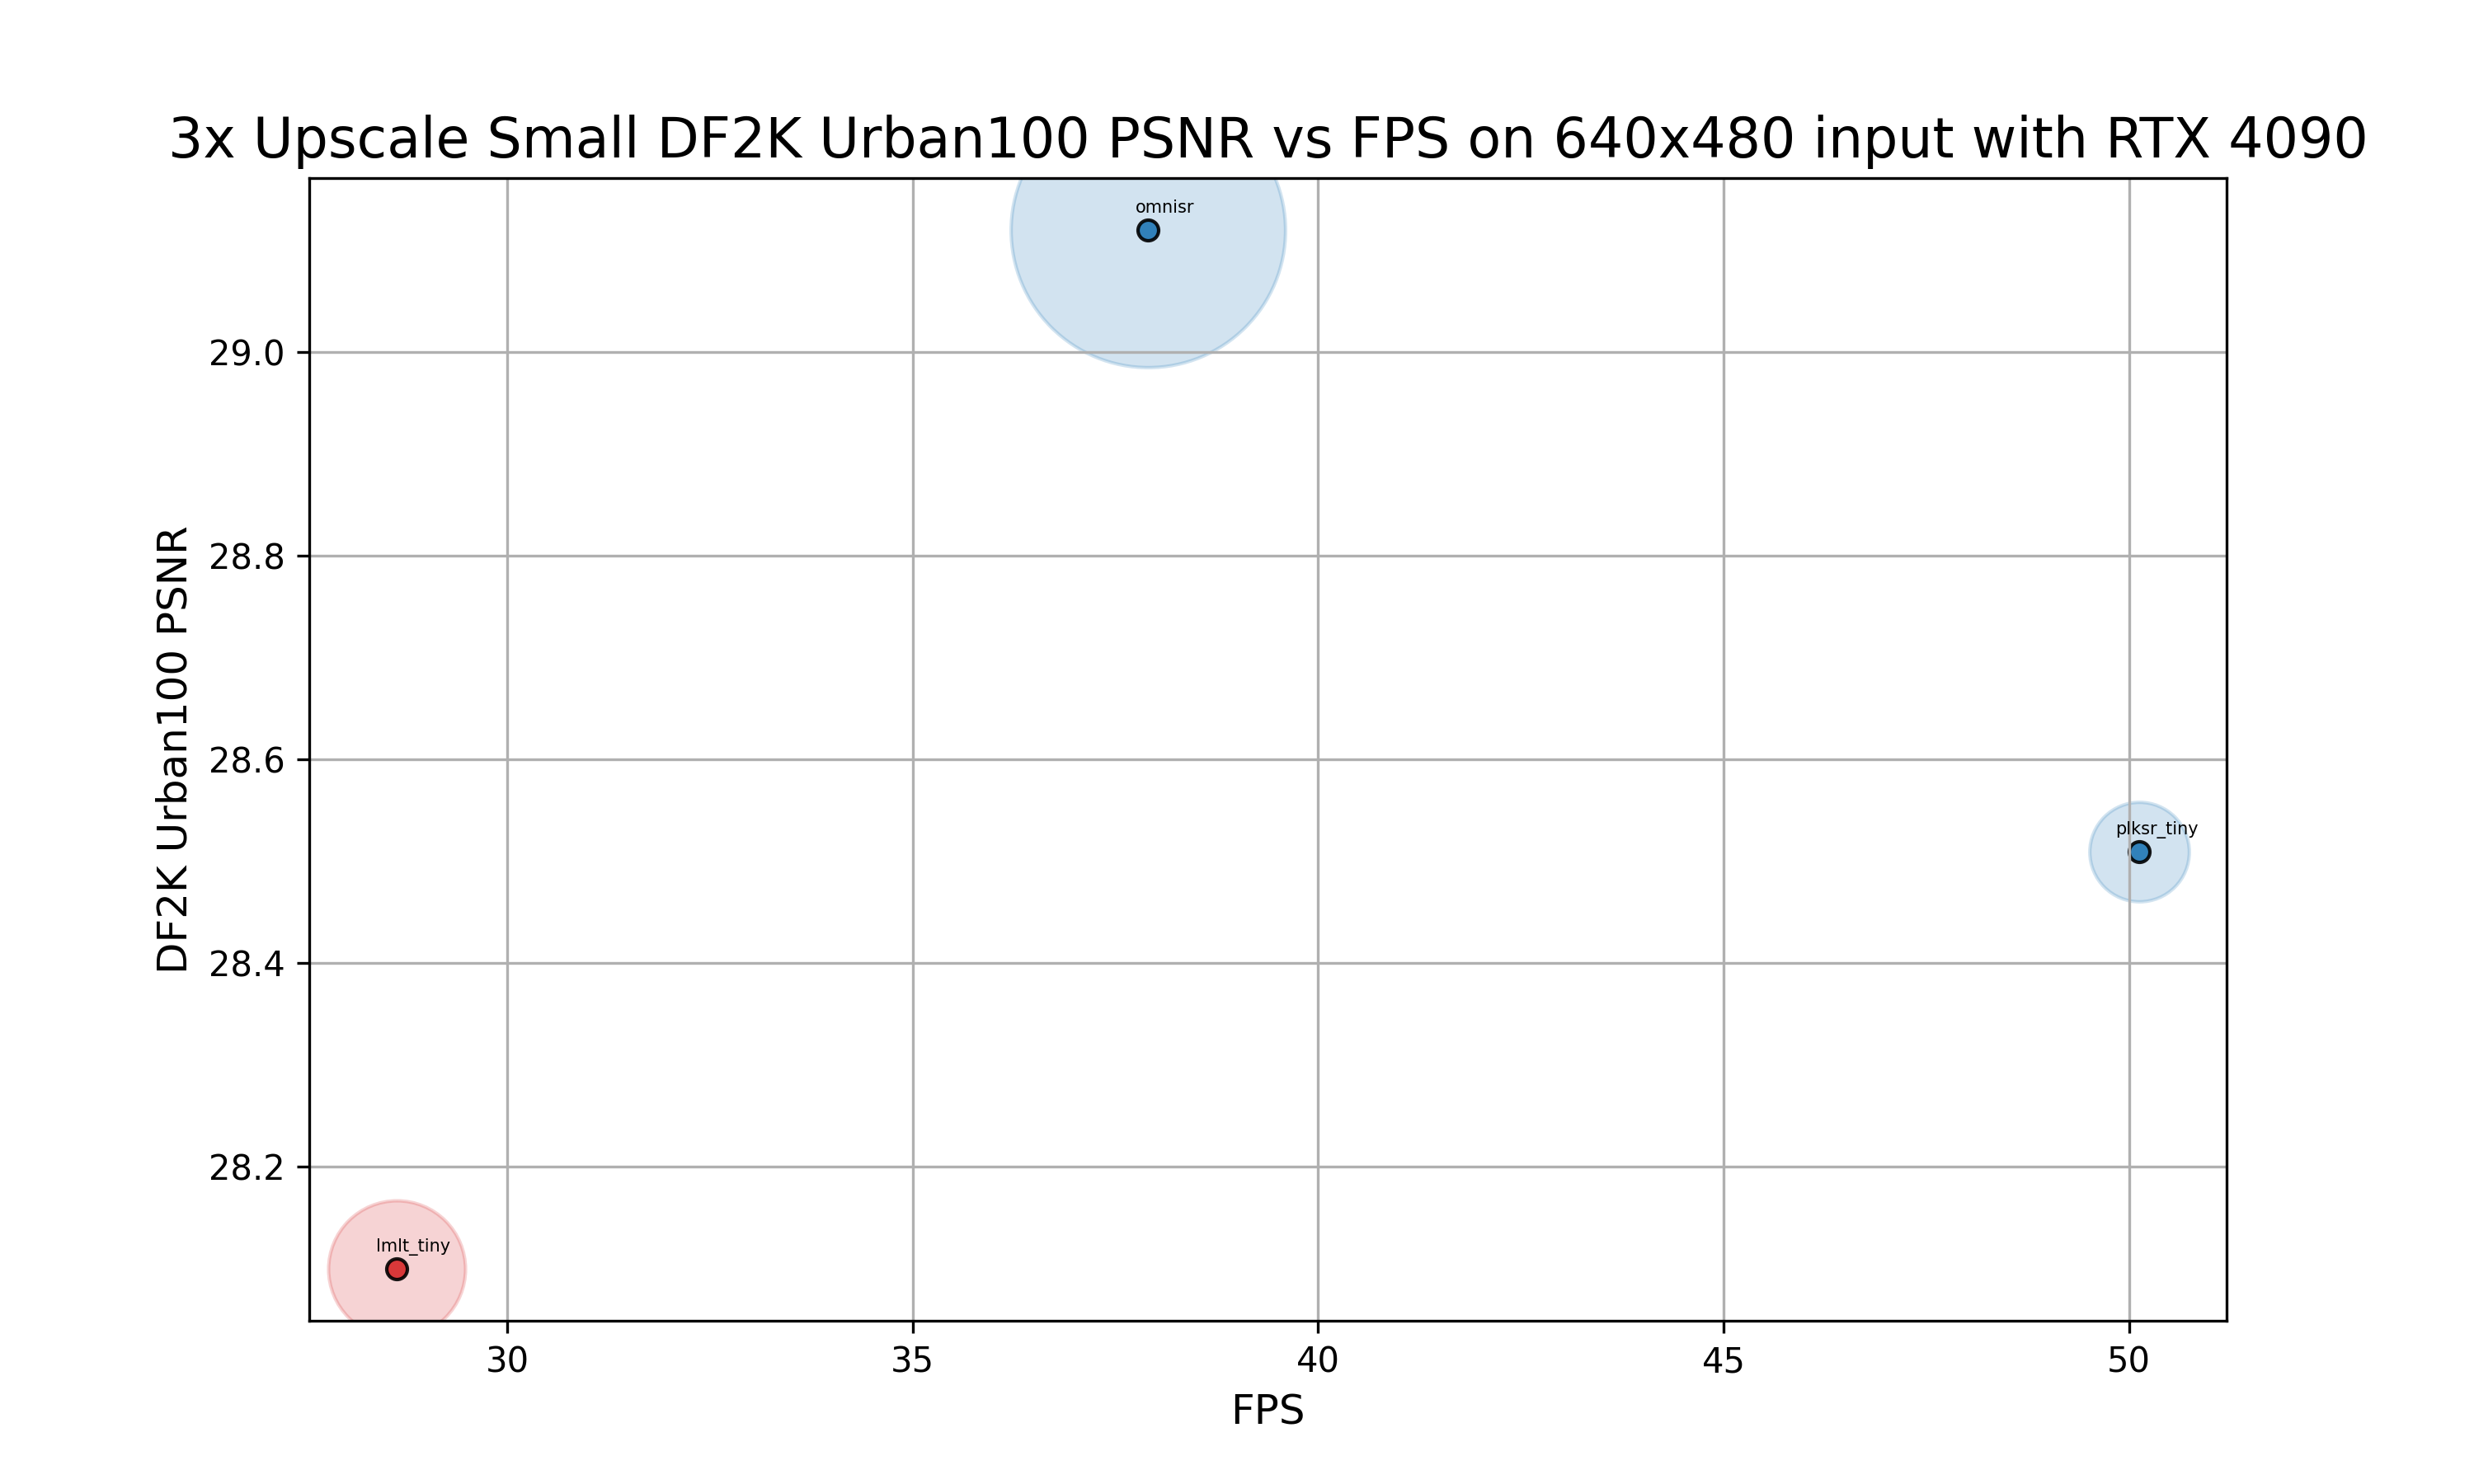 3x Upscale Small DF2K Urban100 PSNR vs FPS on 640x480 input with RTX 4090
omnisr
29.0
28.8
DF2K Urban100 PSNR
28.6
plksr_tiny
28.4
28.2
lmlt_tiny
30 35 40 45 50
FPS